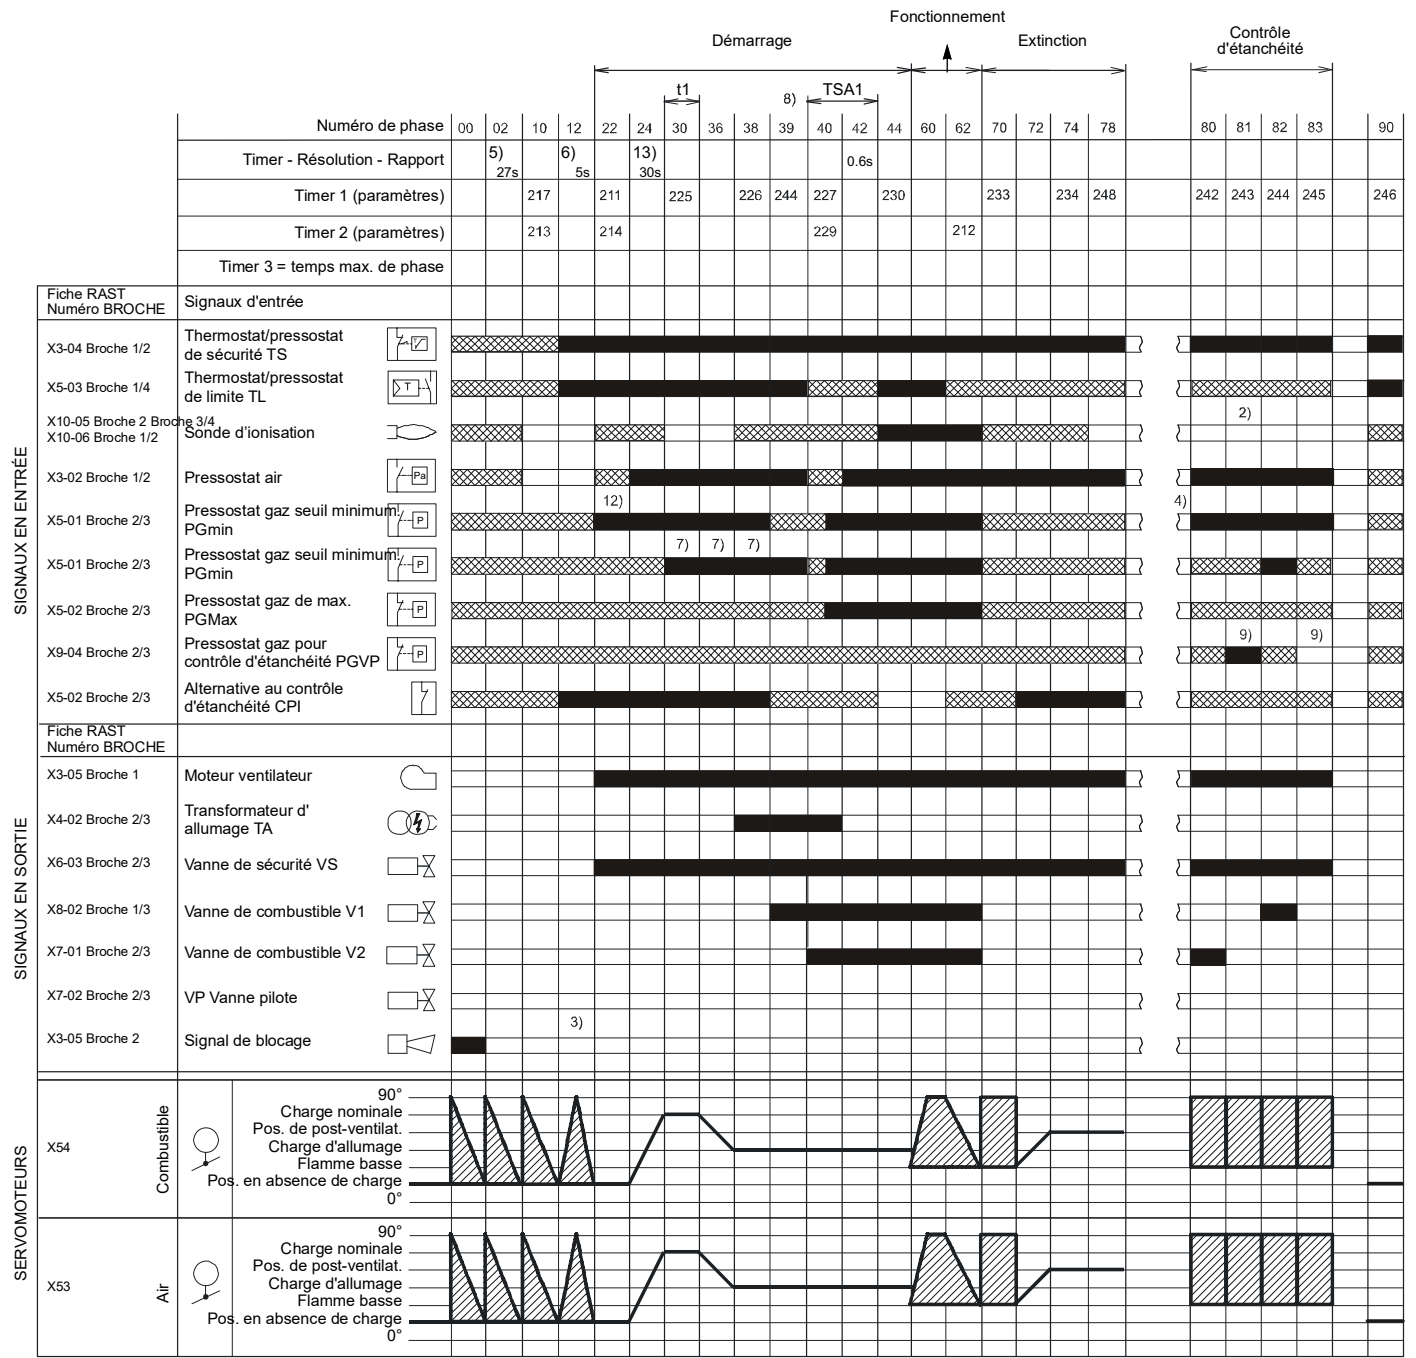 Fonctionnement
Démarrage
Extinction
Contrôle
d'étanchéité
t1
8)
TSA1
Numéro de phase 00 02 10 12 22 24 30 36 38 39 40 42 44 60 62 70 72 74 78 80 81 82 83 90
Timer - Résolution - Rapport 5) 27s 6) 5s 13) 30s 0.6s
Timer 1 (paramètres) 217 211 225 226 244 227 230 233 234 248 242 243 244 245 246
Timer 2 (paramètres) 213 214 229 212
Timer 3 = temps max. de phase
Fiche RAST
Numéro BROCHE
Signaux d'entrée
SIGNAUX EN ENTRÉE
X3-04 Broche 1/2
Thermostat/pressostat
de sécurité TS
X5-03 Broche 1/4
Thermostat/pressostat
de limite TL
T
2)
X10-05 Broche 2 Broche 3/4
X10-06 Broche 1/2
Sonde d'ionisation
X3-02 Broche 1/2
Pressostat air
Pa
12)
4)
X5-01 Broche 2/3
Pressostat gaz seuil minimum!
PGmin
P
7) 7) 7)
X5-01 Broche 2/3
Pressostat gaz seuil minimum!
PGmin
P
X5-02 Broche 2/3
Pressostat gaz de max.
PGMax
P
9) 9)
X9-04 Broche 2/3
Pressostat gaz pour
contrôle d'étanchéité PGVP
P
X5-02 Broche 2/3
Alternative au contrôle
d'étanchéité CPI
Fiche RAST
Numéro BROCHE
SIGNAUX EN SORTIE
X3-05 Broche 1
Moteur ventilateur
X4-02 Broche 2/3
Transformateur d'
allumage TA
X6-03 Broche 2/3
Vanne de sécurité VS
X8-02 Broche 1/3
Vanne de combustible V1
X7-01 Broche 2/3
Vanne de combustible V2
X7-02 Broche 2/3
VP Vanne pilote
3)
X3-05 Broche 2
Signal de blocage
SERVOMOTEURS
X54
Combustible
90°
Charge nominale
Pos. de post-ventilat.
Charge d'allumage
Flamme basse
Pos. en absence de charge
0°
X53
Air
90°
Charge nominale
Pos. de post-ventilat.
Charge d'allumage
Flamme basse
Pos. en absence de charge
0°